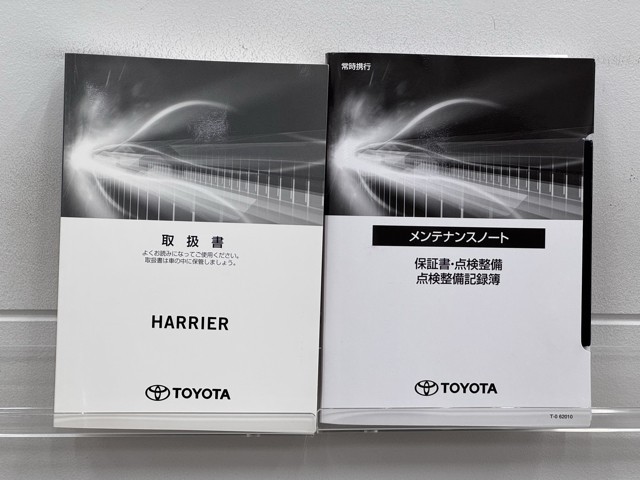 取扱書
よくお読みになってご使用ください。
取扱書は車の中に保管しましょう。
HARRIER
TOYOTA
常時携行
メンテナンスノート
保証書・点検整備
点検整備記録簿
TOYOTA
T-0 62010